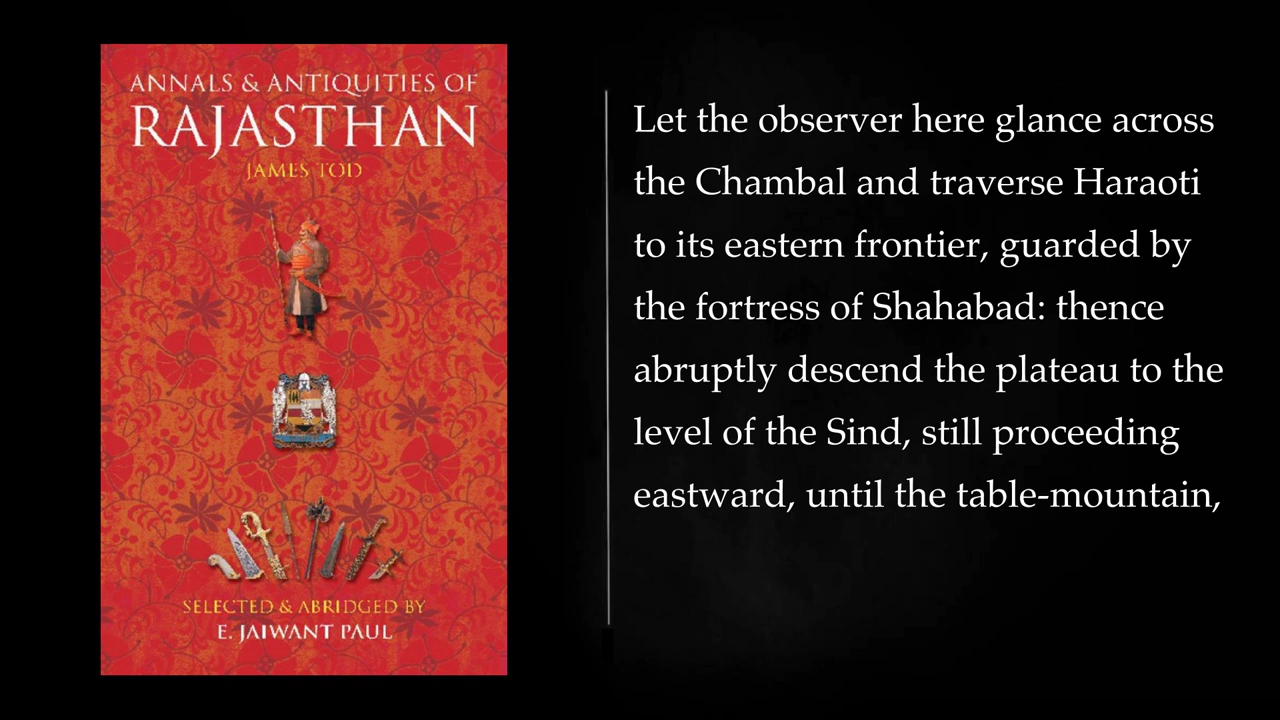 ANNALS & ANTIQUITIES OF
RAJASTHAN
JAMES TOD
SELECTED & ABRIDGED BY
E. JAIWANT PAUL
Let the observer here glance across
the Chambal and traverse Haraoti
to its eastern frontier, guarded by
the fortress of Shahabad: thence
abruptly descend the plateau to the
level of the Sind, still proceeding
eastward, until the table-mountain,